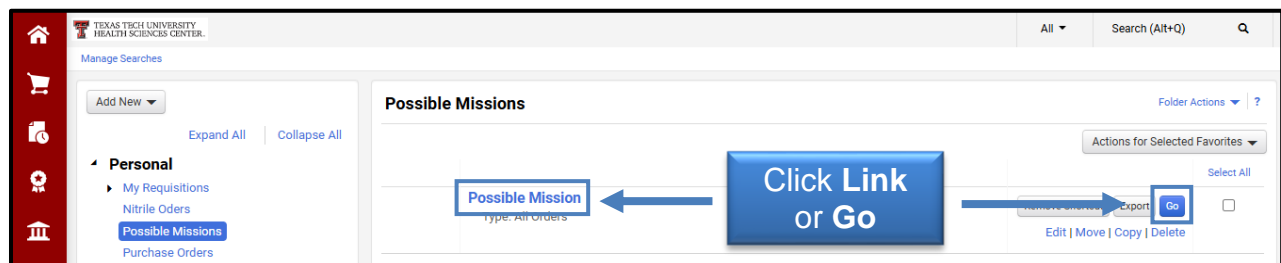 TEXAS TECH UNIVERSITY
HEALTH SCIENCES CENTER.
All
Search (Alt+Q)
Manage Searches
Add New
Expand All
Collapse All
Personal
My Requisitions
Nitrile Oders
Possible Missions
Purchase Orders
Possible Missions
Folder Actions
?
Actions for Selected Favorites
Select All
Possible Mission
Type: All Orders
Click Link
or Go
Export
Go
Edit | Move | Copy | Delete